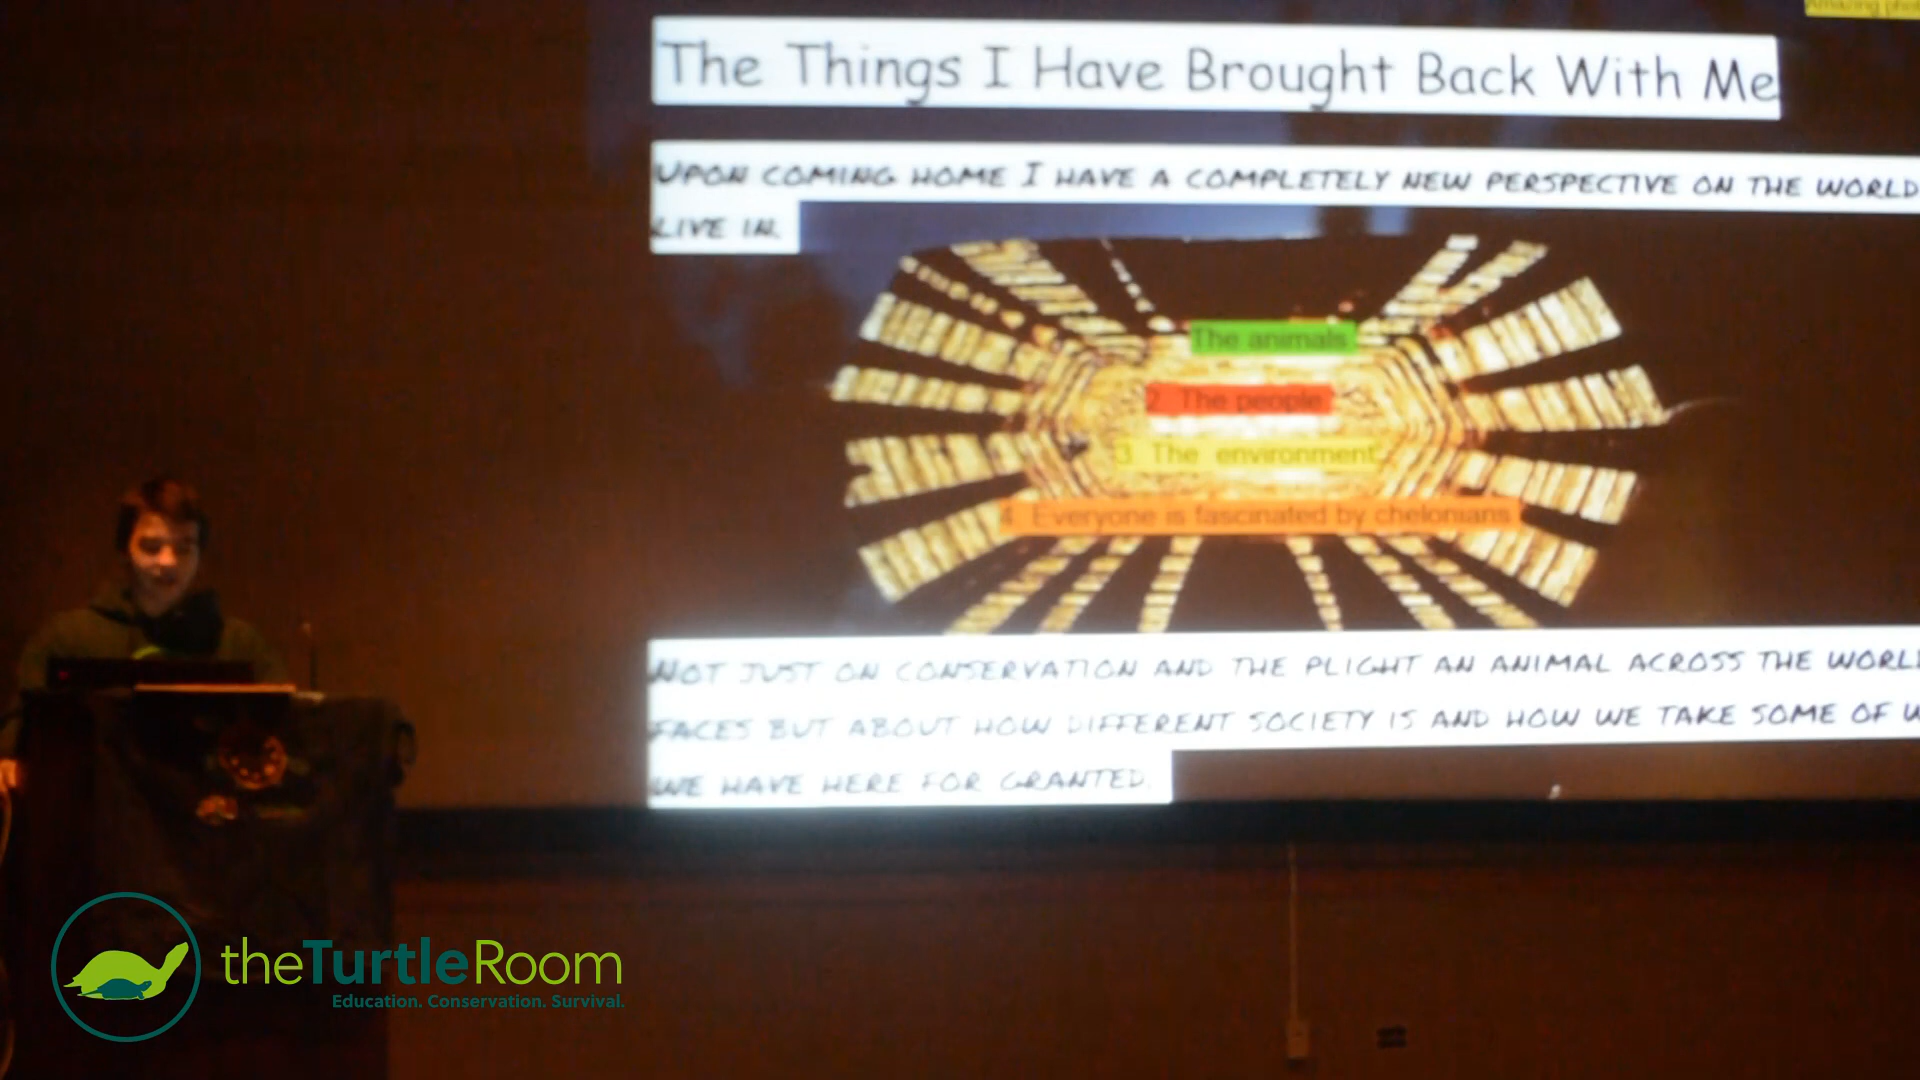 Amazing
The Things I Have Brought Back With Me
UPON COMING HOME I HAVE A COMPLETELY NEW PERSPECTIVE ON THE WORLD
LIVE IN.
The animals
2. The people
3. The environment
4. Everyone is fascinated by chelonians
NOT JUST ON CONSERVATION AND THE PLIGHT AN ANIMAL ACROSS THE WORLD
FACES BUT ABOUT HOW DIFFERENT SOCIETY IS AND HOW WE TAKE SOME OF
WE HAVE HERE FOR GRANTED.
theTurtleRoom
Education. Conservation. Survival.